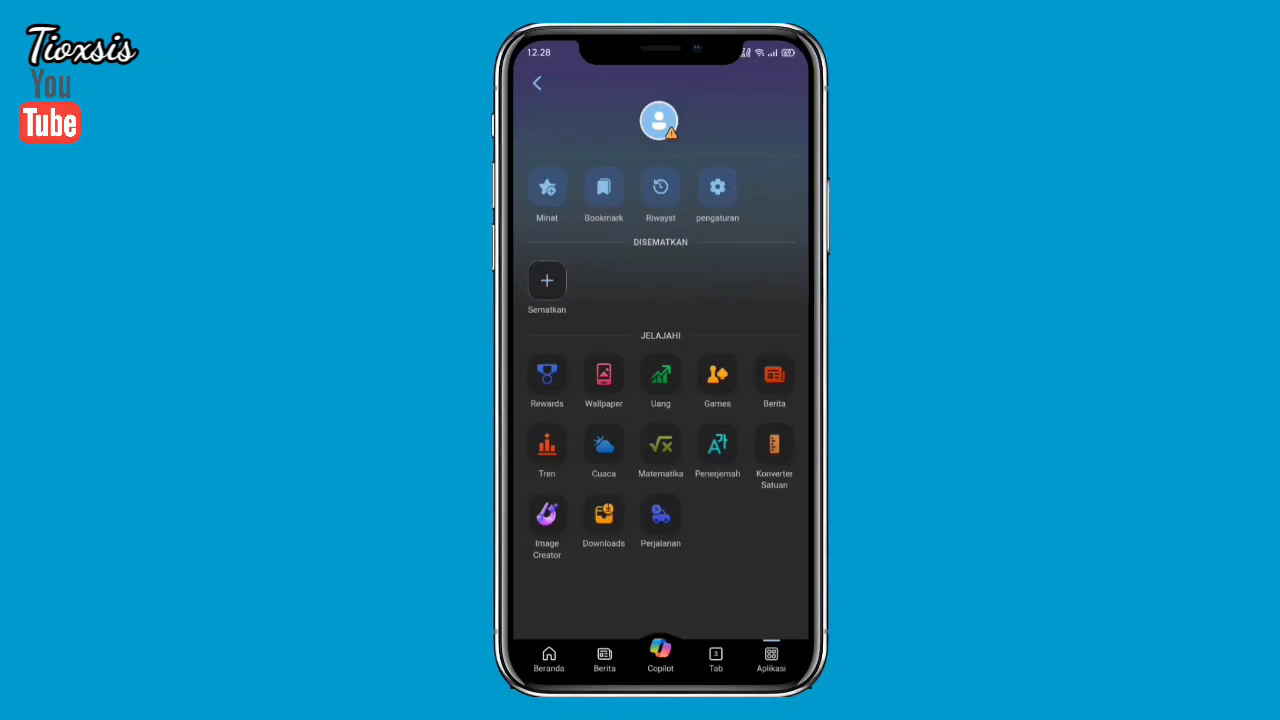 Tioxsis
You
Tube
12.28
Minat
Bookmark
Riwayat
pengaturan
DISEMATKAN
Sematkan
JELAJAHI
Rewards
Wallpaper
Uang
Games
Berita
Tren
Cuaca
Matematika
Penerjemah
Konverter
Satuan
Image
Creator
Downloads
Perjalanan
Beranda
Berita
Copilot
3
Tab
Aplikasi